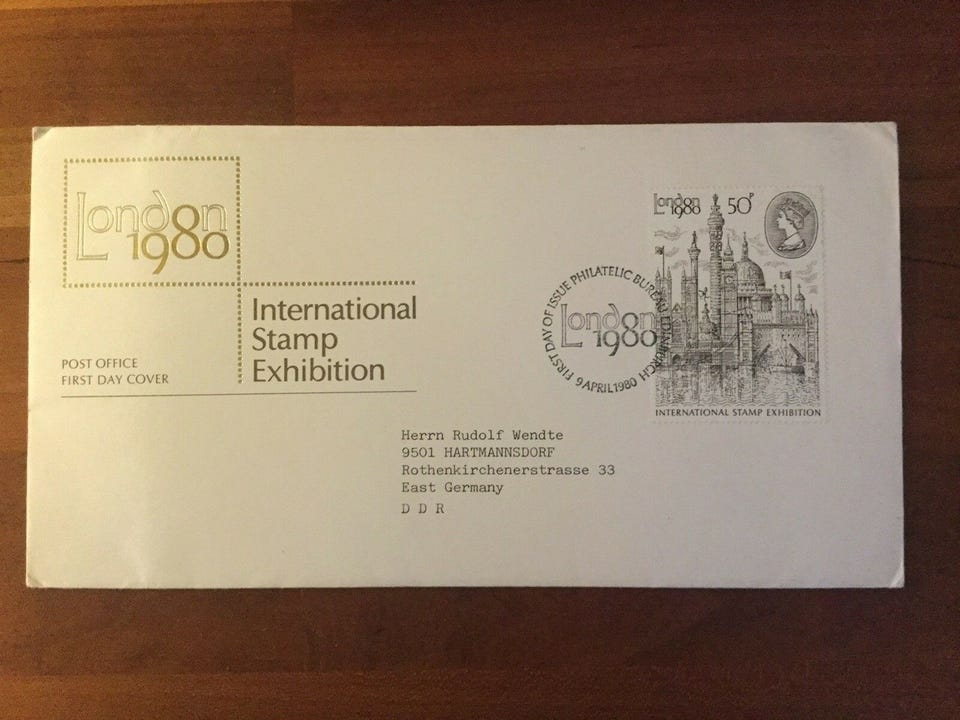 London
1980
International
Stamp
Exhibition
POST OFFICE
FIRST DAY COVER
London
1980
50P
INTERNATIONAL STAMP EXHIBITION
FIRST DAY OF ISSUE PHILATELIC BUREAU EDINBURGH
London
1980
9 APRIL 1980
Herrn Rudolf Wendte
9501 HARTMANNSDORF
Rothenkirchenerstrasse 33
East Germany
D D R